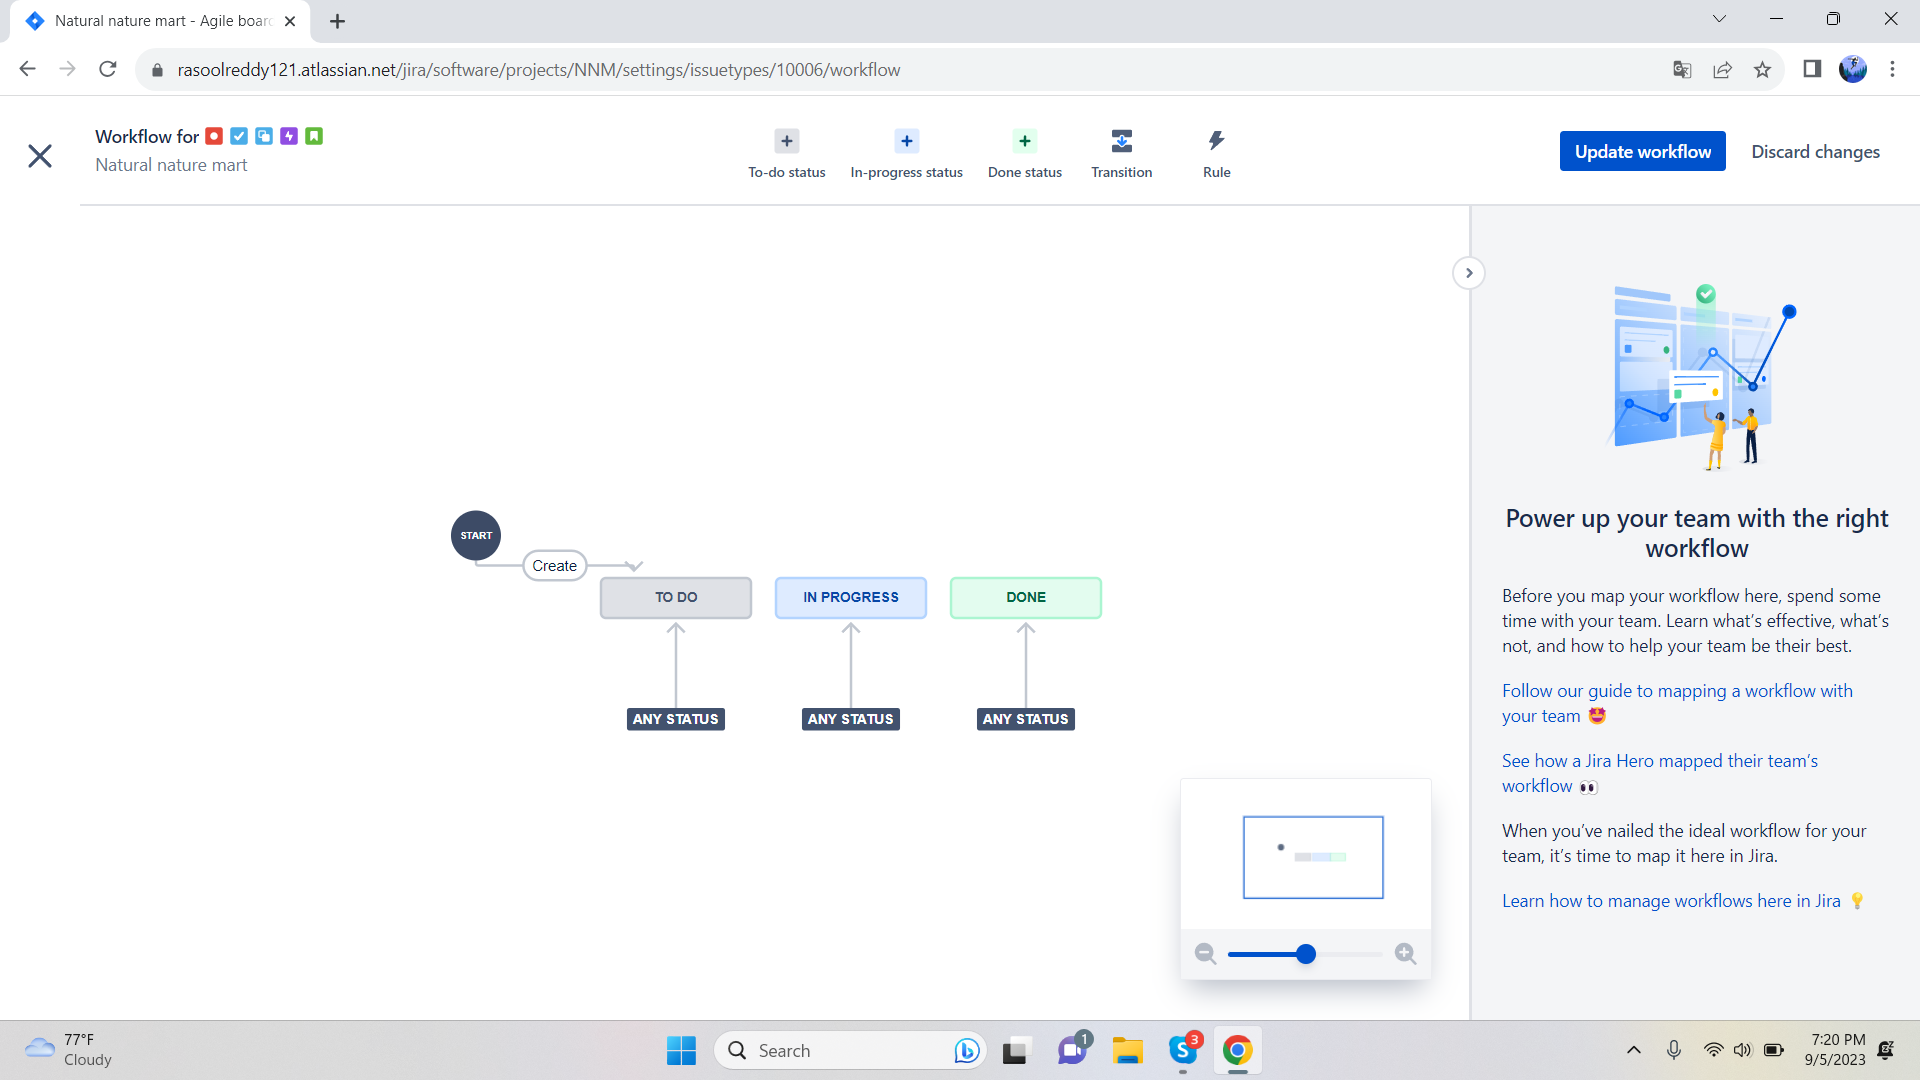 Natural nature mart - Agile boar
rasoolreddy121.atlassian.net/jira/software/projects/NNM/settings/issuetypes/10006/workflow
Workflow for
Natural nature mart
To-do status
In-progress status
Done status
Transition
Rule
Update workflow
Discard changes
START
Create
TO DO
IN PROGRESS
DONE
ANY STATUS
ANY STATUS
ANY STATUS
Power up your team with the right
workflow
Before you map your workflow here, spend some
time with your team. Learn what’s effective, what’s
not, and how to help your team be their best.
Follow our guide to mapping a workflow with
your team 🤩
See how a Jira Hero mapped their team’s
workflow 👀
When you’ve nailed the ideal workflow for your
team, it’s time to map it here in Jira.
Learn how to manage workflows here in Jira 💡
77°F
Cloudy
Search
1
S
3
7:20 PM
9/5/2023